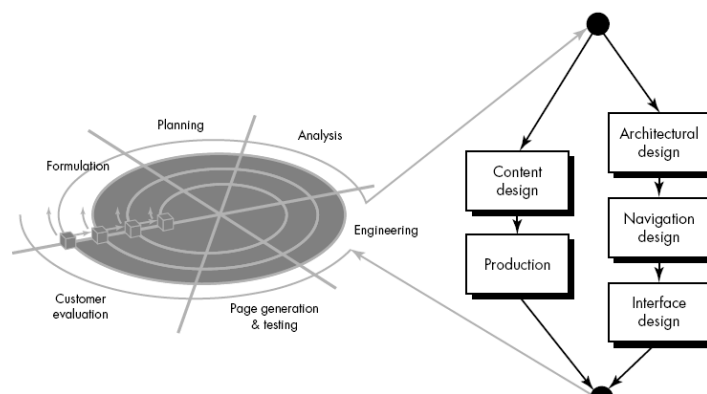 Planning
Analysis
Formulation
Engineering
Customer
evaluation
Page generation
& testing
Content
design
Production
Architectural
design
Navigation
design
Interface
design